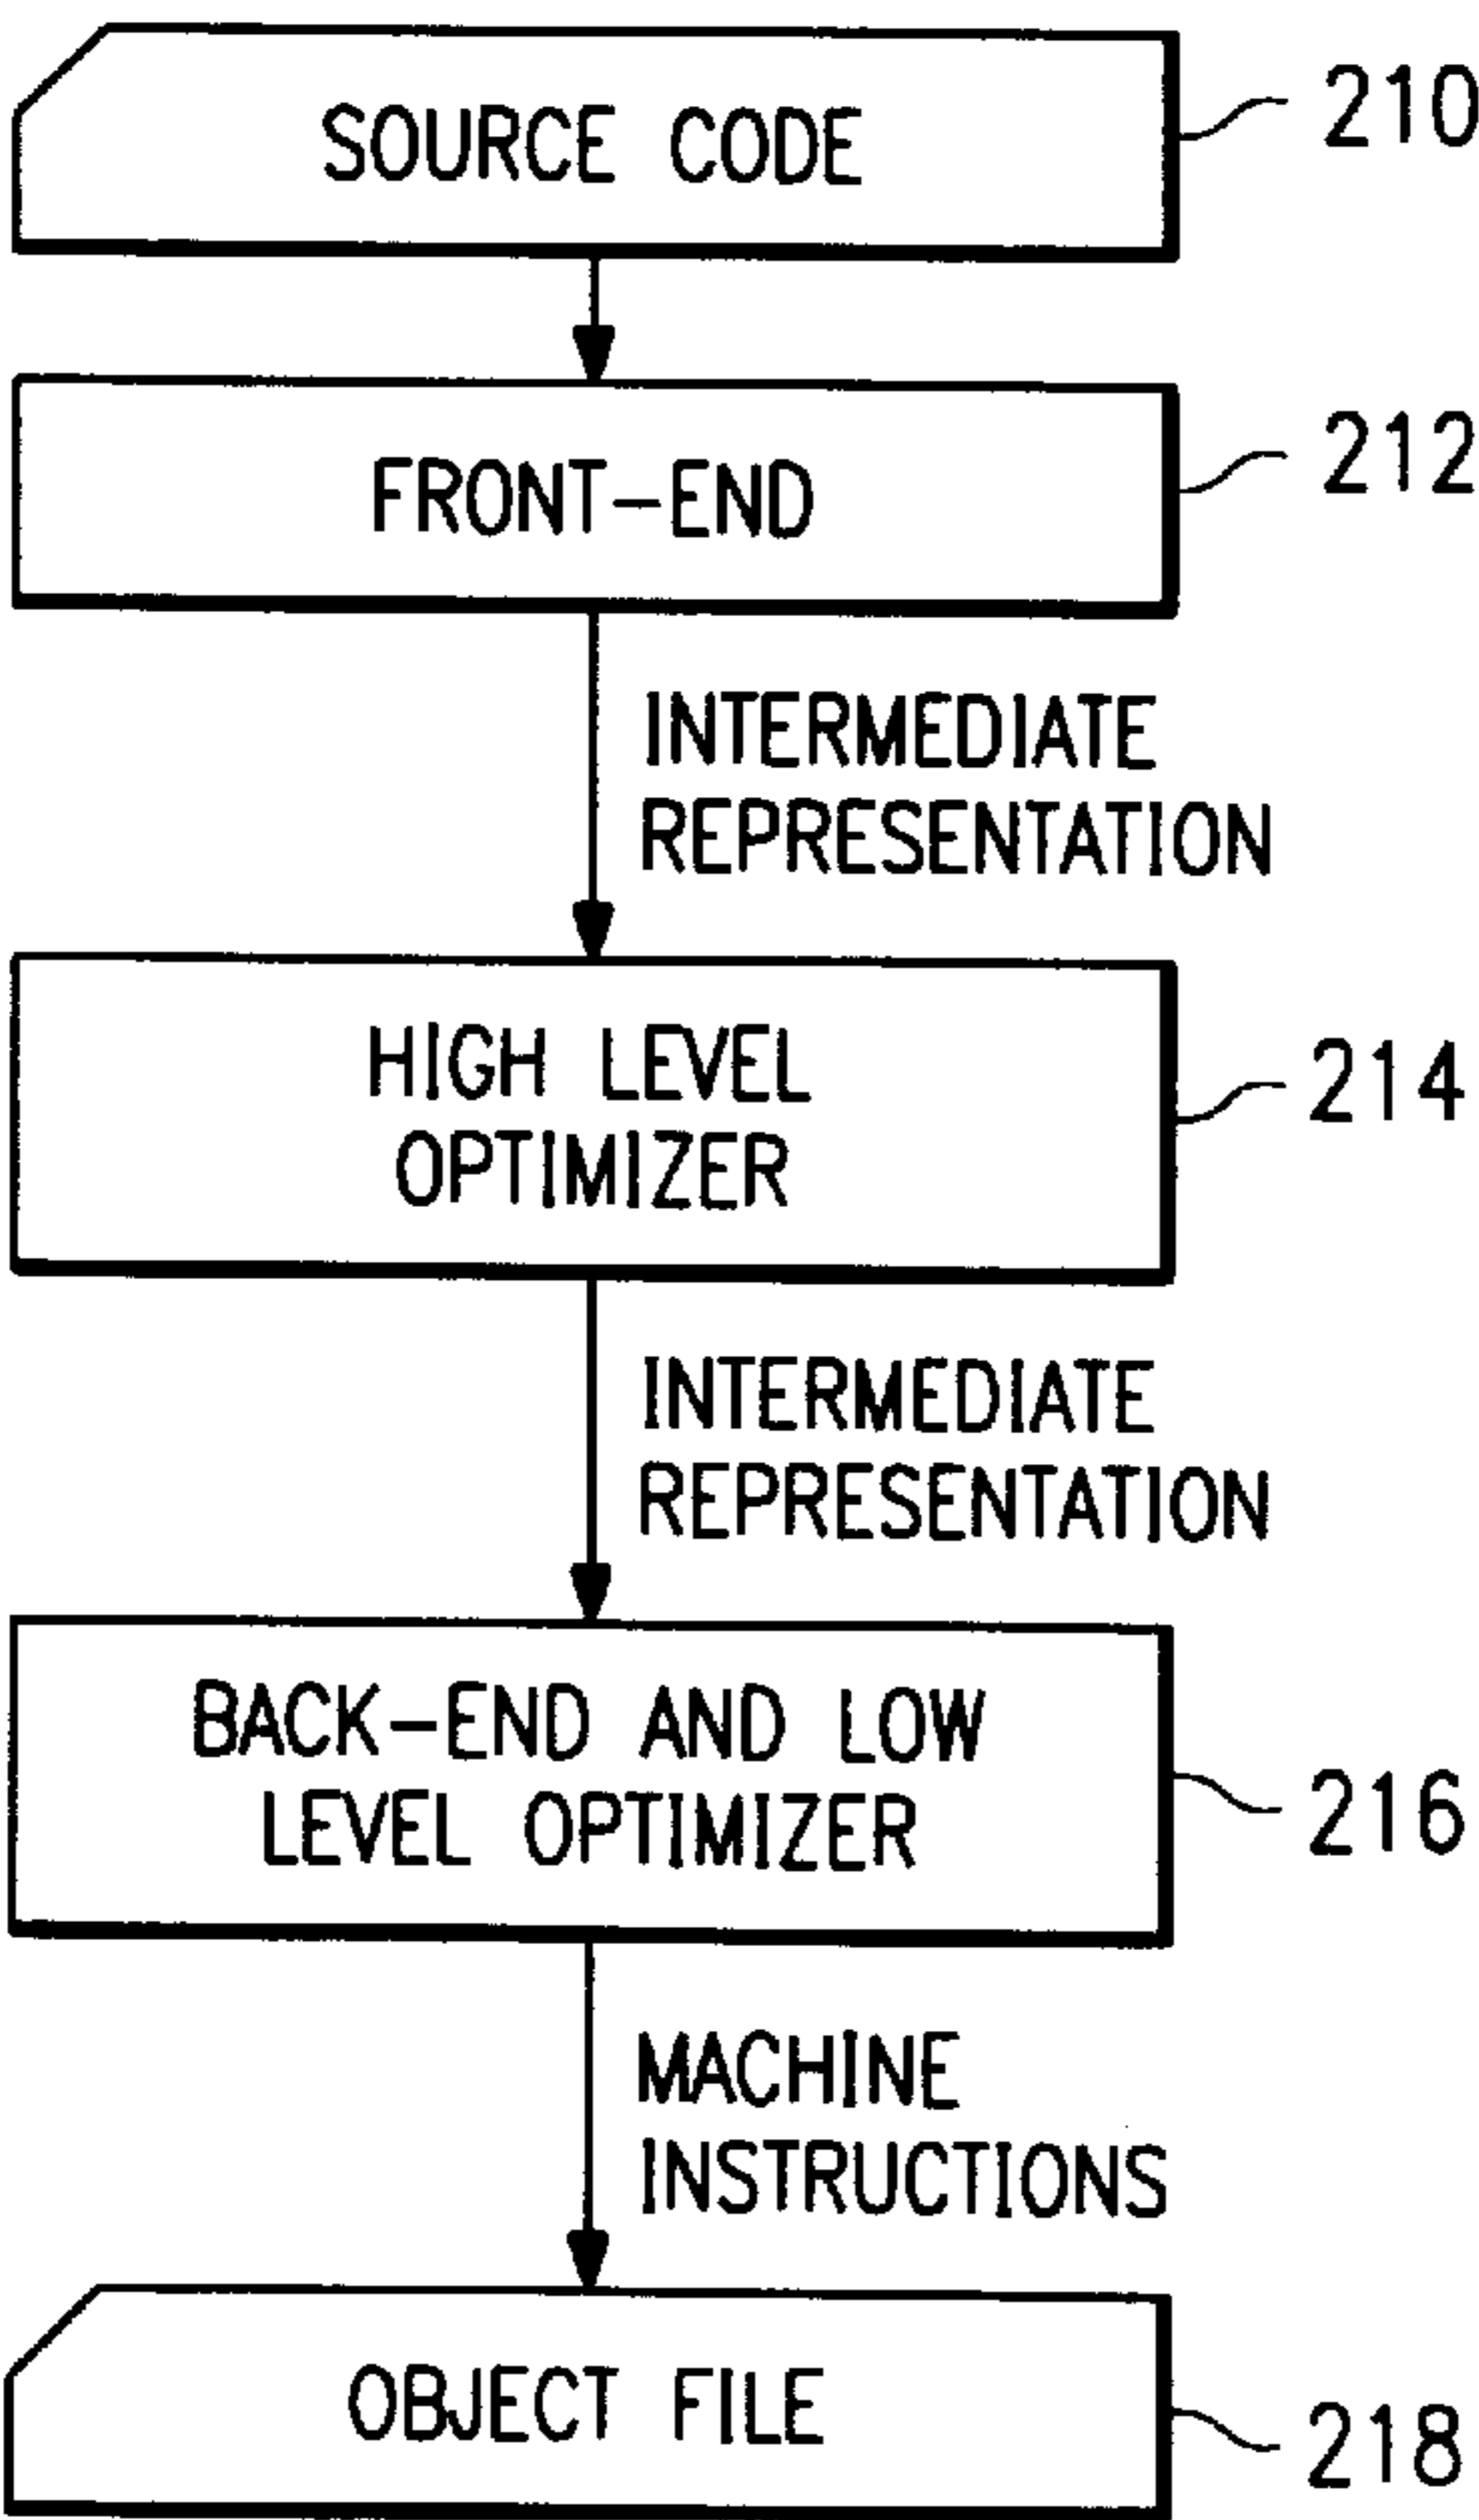 SOURCE CODE
210
FRONT-END
212
INTERMEDIATE
REPRESENTATION
HIGH LEVEL
OPTIMIZER
214
INTERMEDIATE
REPRESENTATION
BACK-END AND LOW
LEVEL OPTIMIZER
216
MACHINE
INSTRUCTIONS
OBJECT FILE
218